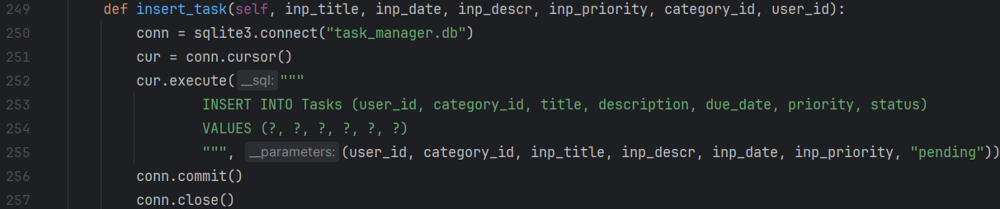 249 def insert_task(self, inp_title, inp_date, inp_descr, inp_priority, category_id, user_id):
250 conn = sqlite3.connect("task_manager.db")
251 cur = conn.cursor()
252 cur.execute(__sql: """
253 INSERT INTO Tasks (user_id, category_id, title, description, due_date, priority, status)
254 VALUES (?, ?, ?, ?, ?, ?)
255 """, __parameters: (user_id, category_id, inp_title, inp_descr, inp_date, inp_priority, "pending"))
256 conn.commit()
257 conn.close()